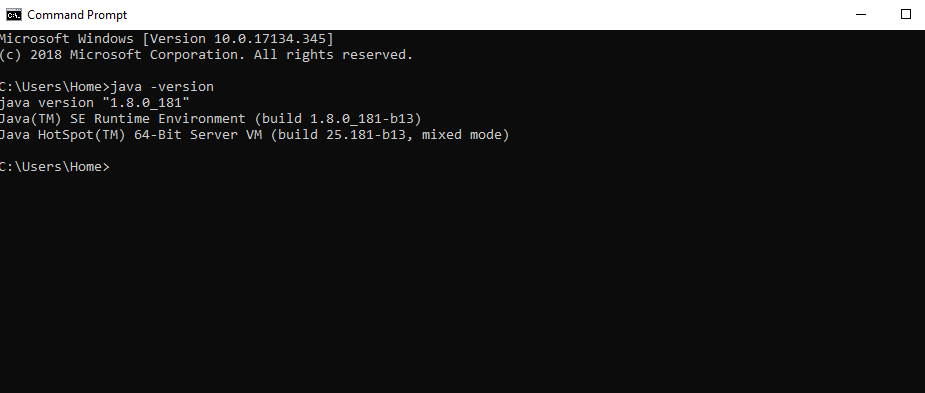 Command Prompt
Microsoft Windows [Version 10.0.17134.345]
(c) 2018 Microsoft Corporation. All rights reserved.
C:\Users\Home>java -version
java version "1.8.0_181"
Java(TM) SE Runtime Environment (build 1.8.0_181-b13)
Java HotSpot(TM) 64-Bit Server VM (build 25.181-b13, mixed mode)
C:\Users\Home>